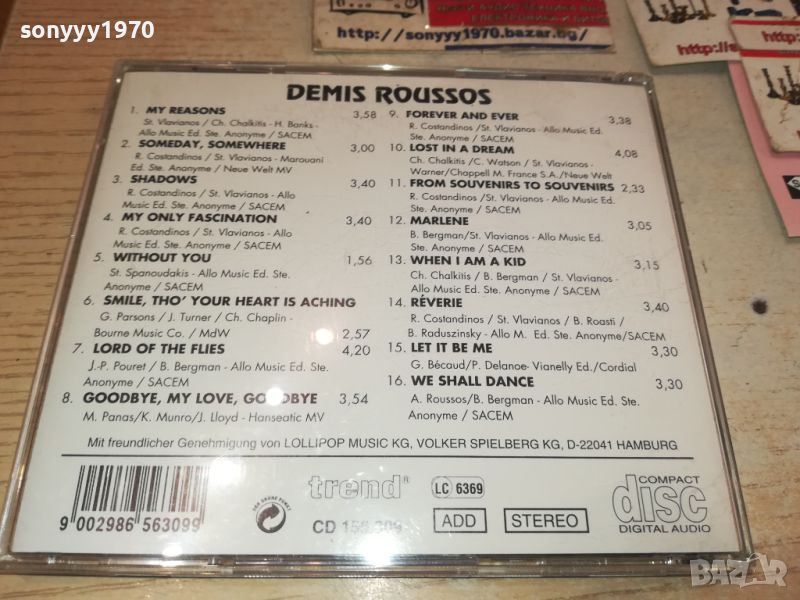 sonyyy1970
ЕЛЕКТРОНИКА И БИТОВ
http://sonyyy1970.bazar.bg/
http://s
http:/
DEMIS ROUSSOS
1. MY REASONS 3,58
St. Vlavianos / Ch. Chalkitis - H. Banks -
Allo Music Ed. Ste. Anonyme / SACEM
2. SOMEDAY, SOMEWHERE 3,00
R. Costandinos / St. Vlavianos - Marouani
Ed. Ste. Anonyme / Neue Welt MV
3. SHADOWS 3,40
R. Costandinos / St. Vlavianos - Allo
Music Ed. Ste. Anonyme / SACEM
4. MY ONLY FASCINATION 3,40
R. Costandinos / St. Vlavianos - Allo
Music Ed. Ste. Anonyme / SACEM
5. WITHOUT YOU 1,56
St. Spanoudakis - Allo Music Ed. Ste.
Anonyme / SACEM
6. SMILE, THO' YOUR HEART IS ACHING
G. Parsons / J. Turner / Ch. Chaplin -
Bourne Music Co. / MdW 2,57
7. LORD OF THE FLIES 4,20
J.-P. Pouret / B. Bergman - Allo Music Ed. Ste.
Anonyme / SACEM
8. GOODBYE, MY LOVE, GOODBYE 3,54
M. Panas/K. Munro/J. Lloyd - Hanseatic MV
9. FOREVER AND EVER 3,38
R. Costandinos /St. Vlavianos - Allo Music Ed.
Ste. Anonyme / SACEM
10. LOST IN A DREAM 4,08
Ch. Chalkitis /C. Watson / St. Vlavianos -
Warner/Chappell M. France S.A./Neue Welt
11. FROM SOUVENIRS TO SOUVENIRS 2,33
R. Costandinos /St. Vlavianos - Allo Music Ed.
Ste. Anonyme / SACEM
12. MARLENE 3,05
B. Bergman/St. Vlavianos - Allo Music Ed.
Ste. Anonyme / SACEM
13. WHEN I AM A KID 3,15
Ch. Chalkitis / B. Bergman / St. Vlavianos -
Allo Music Ed. Ste. Anonyme / SACEM
14. RÉVERIE 3,40
R. Costandinos / St. Vlavianos / B. Roasti /
B. Raduszinsky - Allo M. Ed. Ste. Anonyme/SACEM
15. LET IT BE ME 3,30
G. Bécaud/P. Delanoe- Vianelly Ed./Cordial
16. WE SHALL DANCE 3,30
A. Roussos/B. Bergman - Allo Music Ed. Ste.
Anonyme / SACEM
Mit freundlicher Genehmigung von LOLLIPOP MUSIC KG, VOLKER SPIELBERG KG, D-22041 HAMBURG
9 002986 563099
trend®
CD
LC 6369
ADD
STEREO
COMPACT
disc
DIGITAL AUDIO
BAZAR